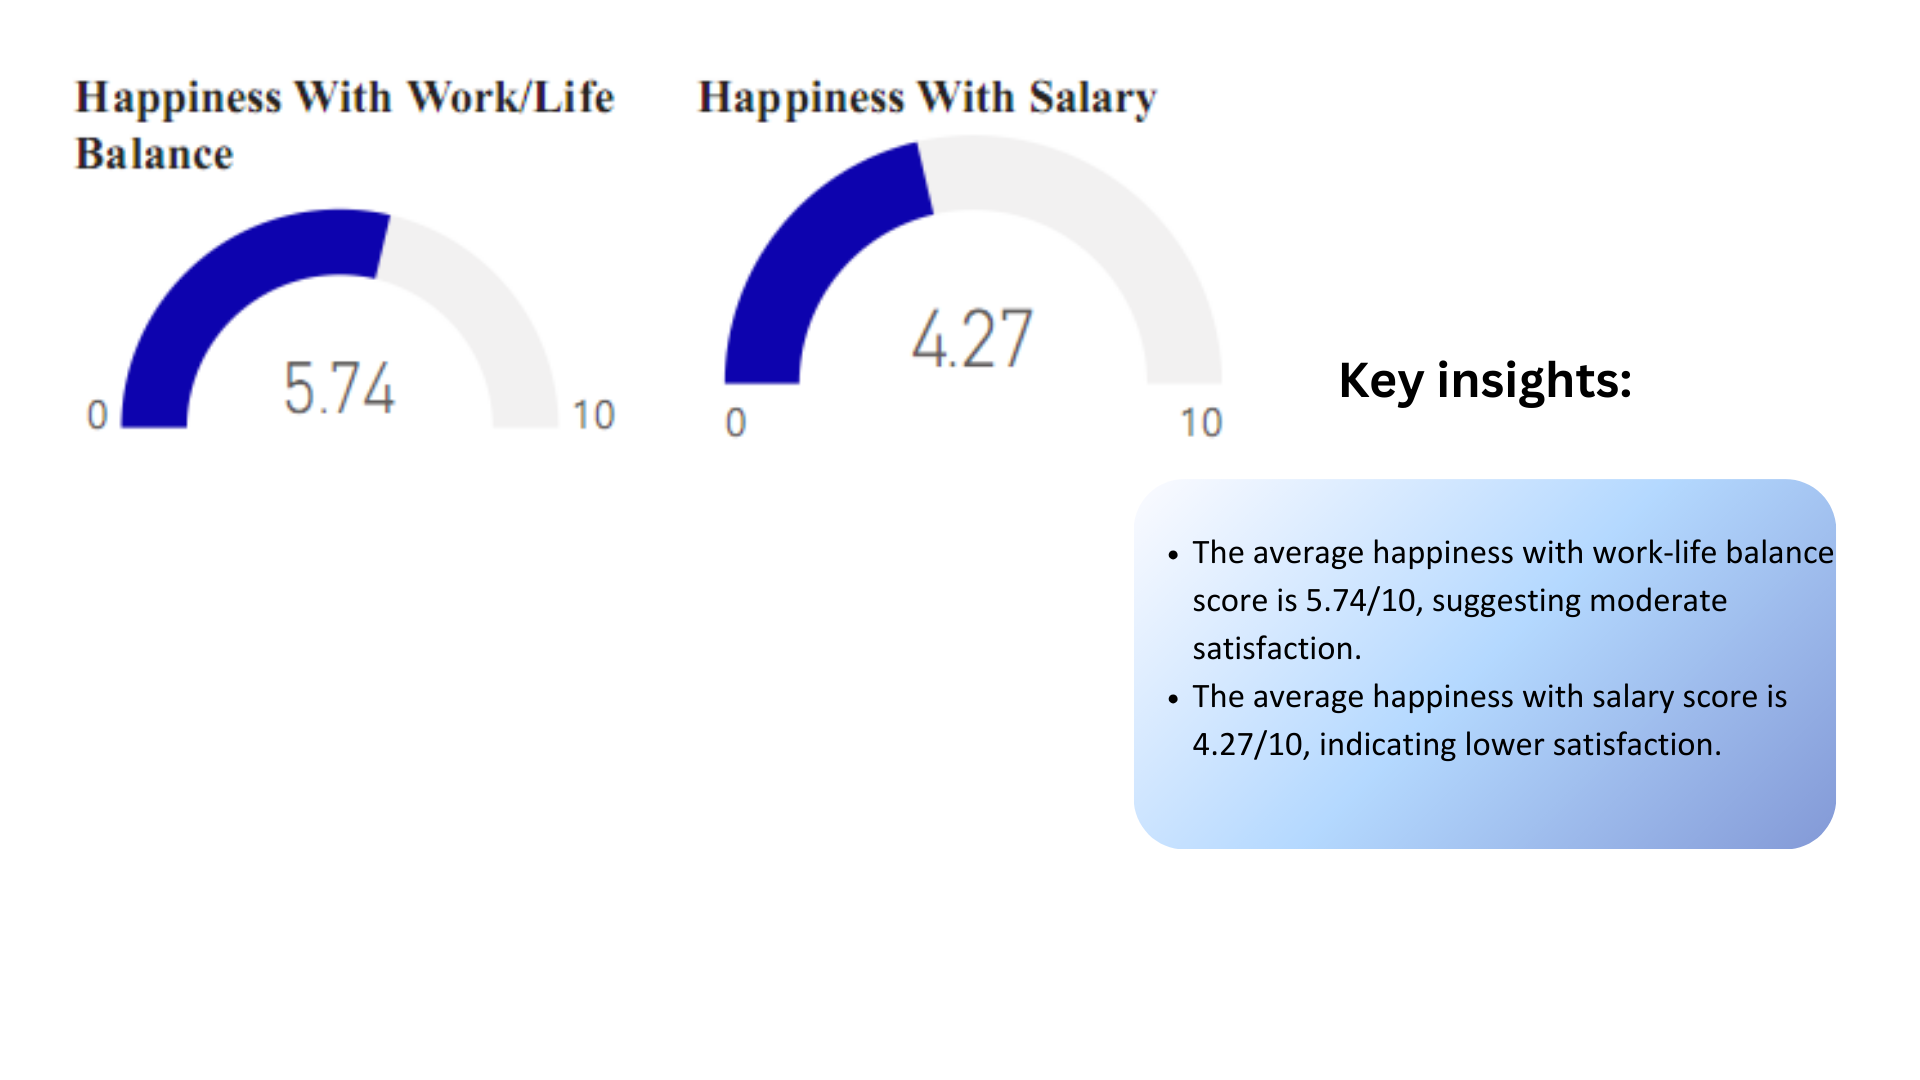 Happiness With Work/Life
Balance
5.74
0
10
Happiness With Salary
4.27
0
10
Key insights:
• The average happiness with work-life balance
score is 5.74/10, suggesting moderate
satisfaction.
• The average happiness with salary score is
4.27/10, indicating lower satisfaction.